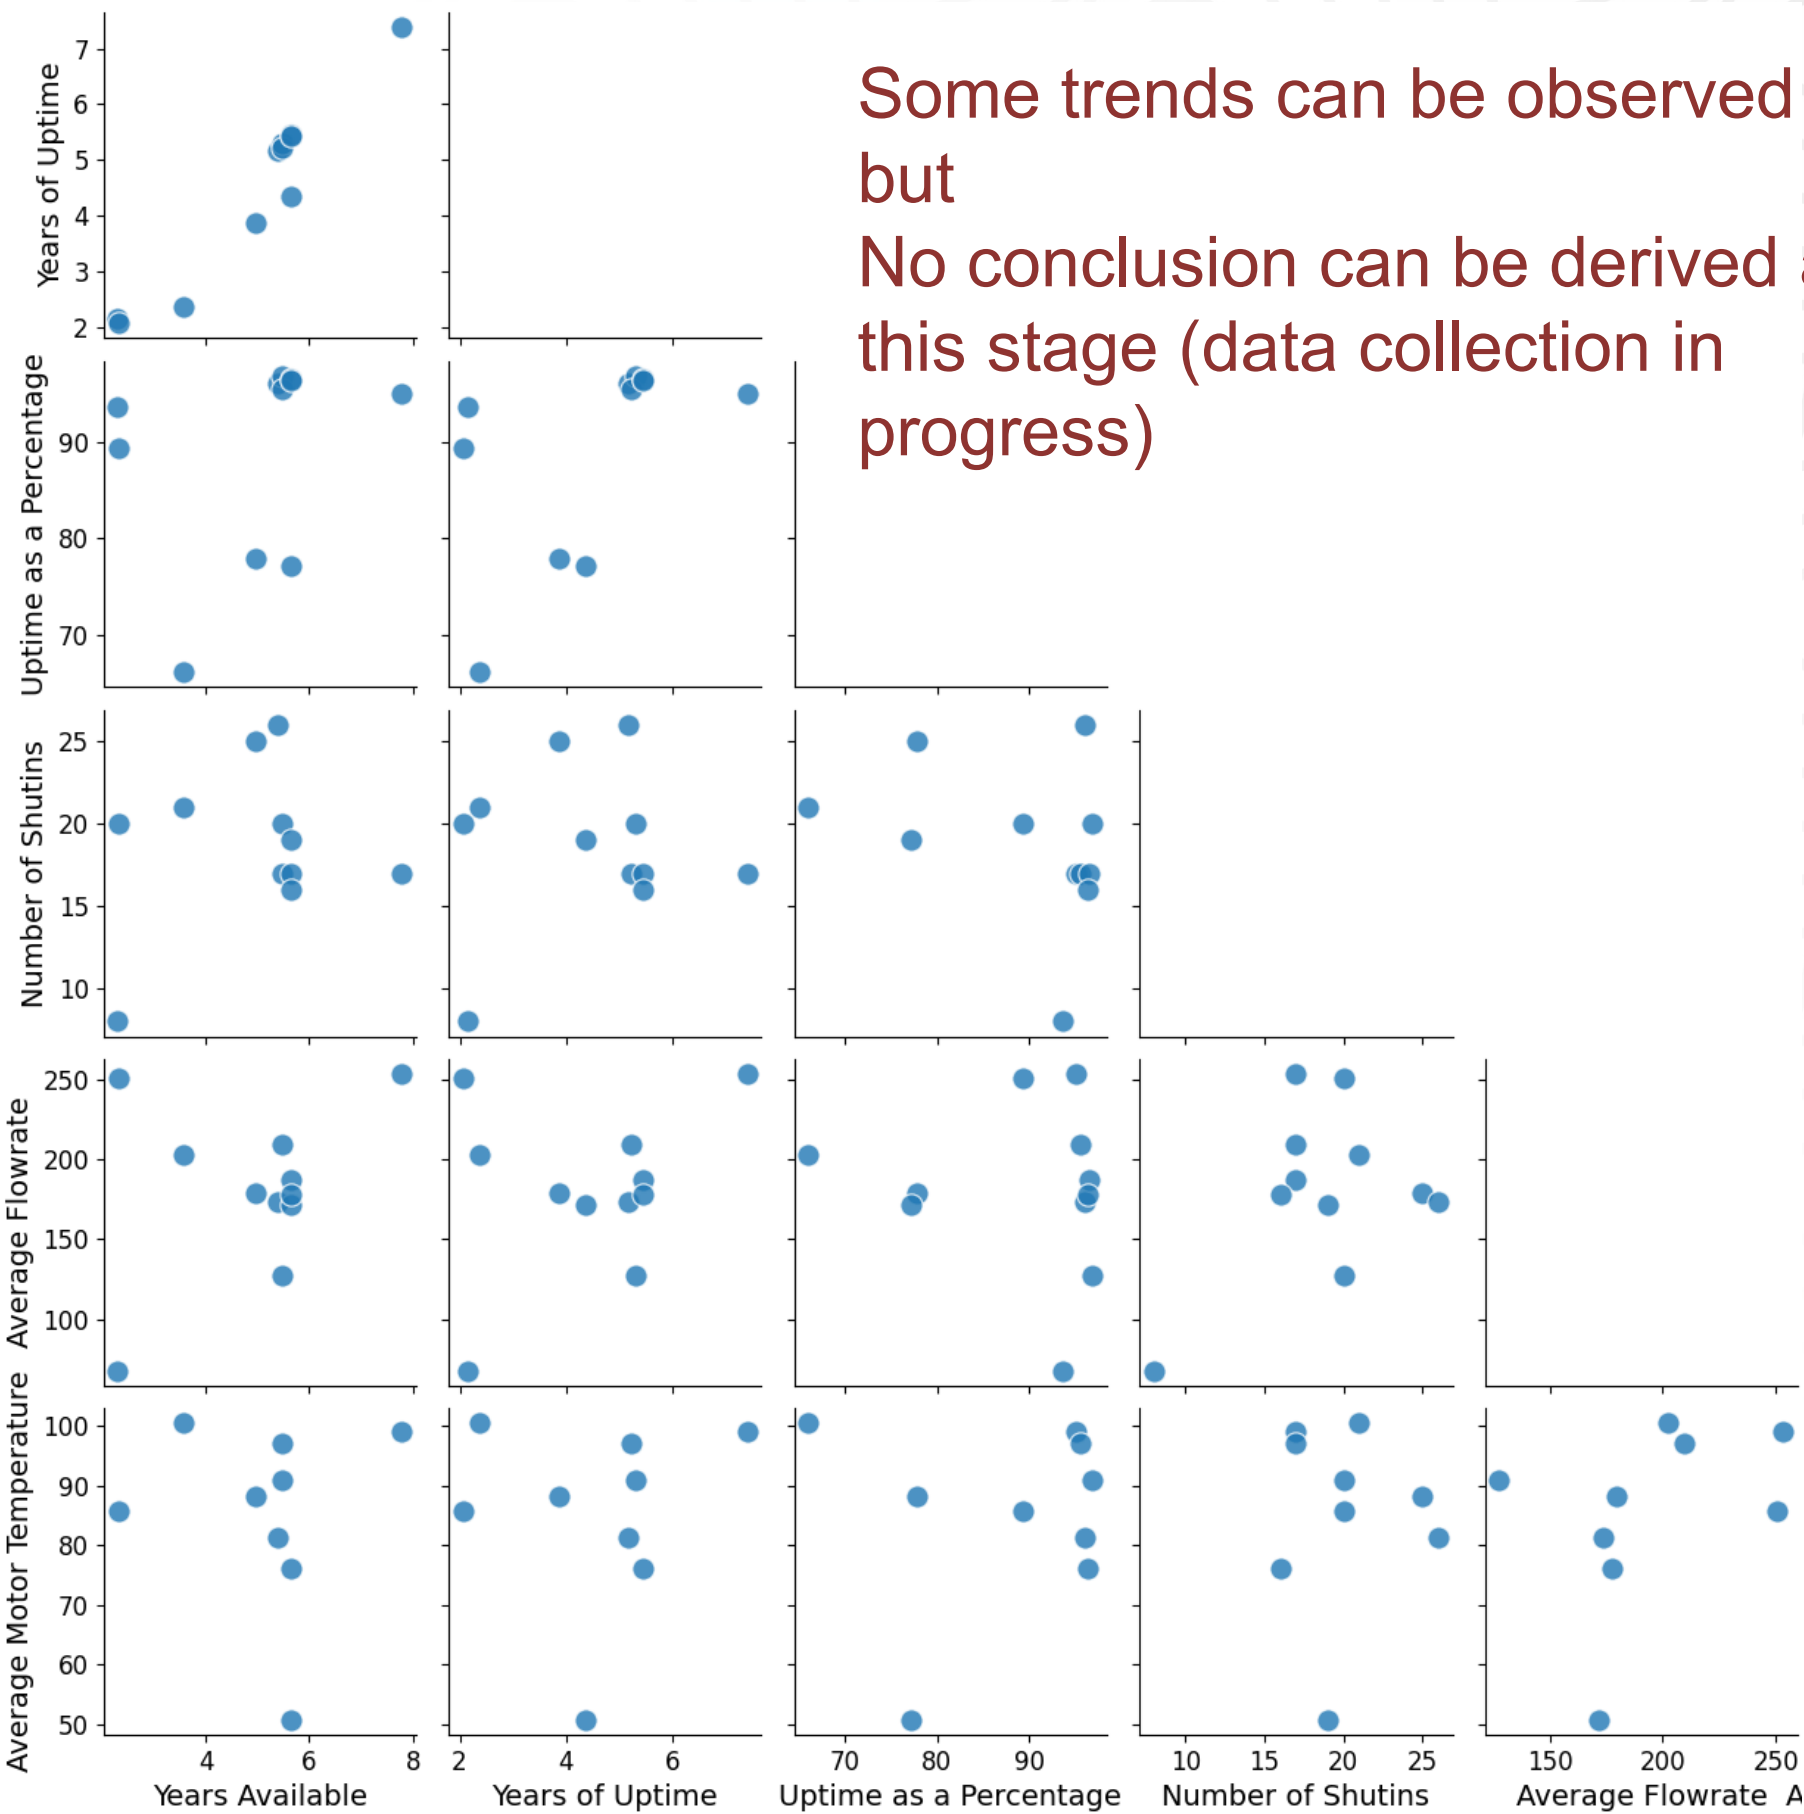 Some trends can be observed
but
No conclusion can be derived
this stage (data collection in
progress)
Years of Uptime
7
6
5
4
3
2
Uptime as a Percentage
90
80
70
Number of Shutins
25
20
15
10
Average Flowrate
250
200
150
100
Average Motor Temperature
100
90
80
70
60
50
4 6 8
2 4 6
70 80 90
10 15 20 25
150 200 250
Years Available
Years of Uptime
Uptime as a Percentage
Number of Shutins
Average Flowrate